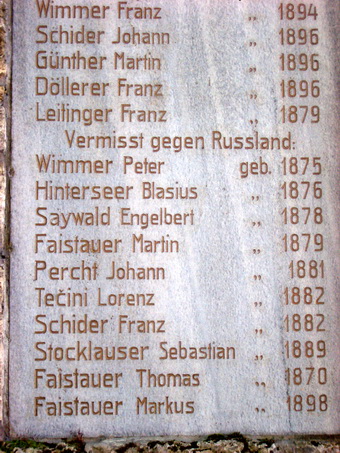 Wimmer Franz „ 1894
Schider Johann „ 1896
Günther Martin „ 1896
Döllerer Franz „ 1896
Leitinger Franz „ 1879
Vermisst gegen Russland:
Wimmer Peter geb. 1875
Hinterseer Blasius „ 1876
Saywald Engelbert „ 1878
Faistauer Martin „ 1879
Percht Johann „ 1881
Tečini Lorenz „ 1882
Schider Franz „ 1882
Stocklauser Sebastian „ 1889
Faistauer Thomas „ 1870
Faistauer Markus „ 1898